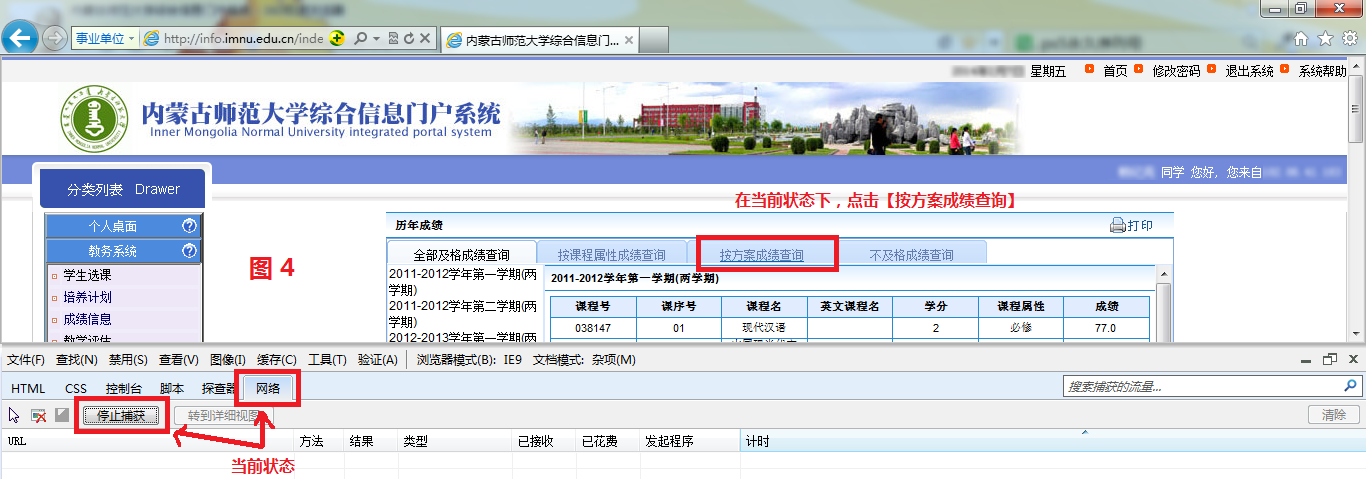 事业单位
http://info.imnu.edu.cn/inde
内蒙古师范大学综合信息门...
星期五
首页
修改密码
退出系统
系统帮助
内蒙古师范大学综合信息门户系统
Inner Mongolia Normal University integrated portal system
同学 您好，您来自
分类列表 Drawer
在当前状态下，点击【按方案成绩查询】
个人桌面
教务系统
学生选课
培养计划
成绩信息
教学评估
图 4
历年成绩
打印
全部及格成绩查询
按课程属性成绩查询
按方案成绩查询
不及格成绩查询
2011-2012学年第一学期(两
学期)
2011-2012学年第二学期(两
学期)
2012-2013学年第一学期(两
2011-2012学年第一学期(两学期)
课程号 课序号 课程名 英文课程名 学分 课程属性 成绩
038147 01 现代汉语 2 必修 77.0
文件(F) 查找(N) 禁用(S) 查看(V) 图像(I) 缓存(C) 工具(T) 验证(A) 浏览器模式(B): IE9 文档模式: 杂项(M)
HTML CSS 控制台 脚本 探查器 网络
搜索捕获的流量...
停止捕获
转到详细视图
清除
URL 方法 结果 类型 已接收 已花费 发起程序 计时
当前状态